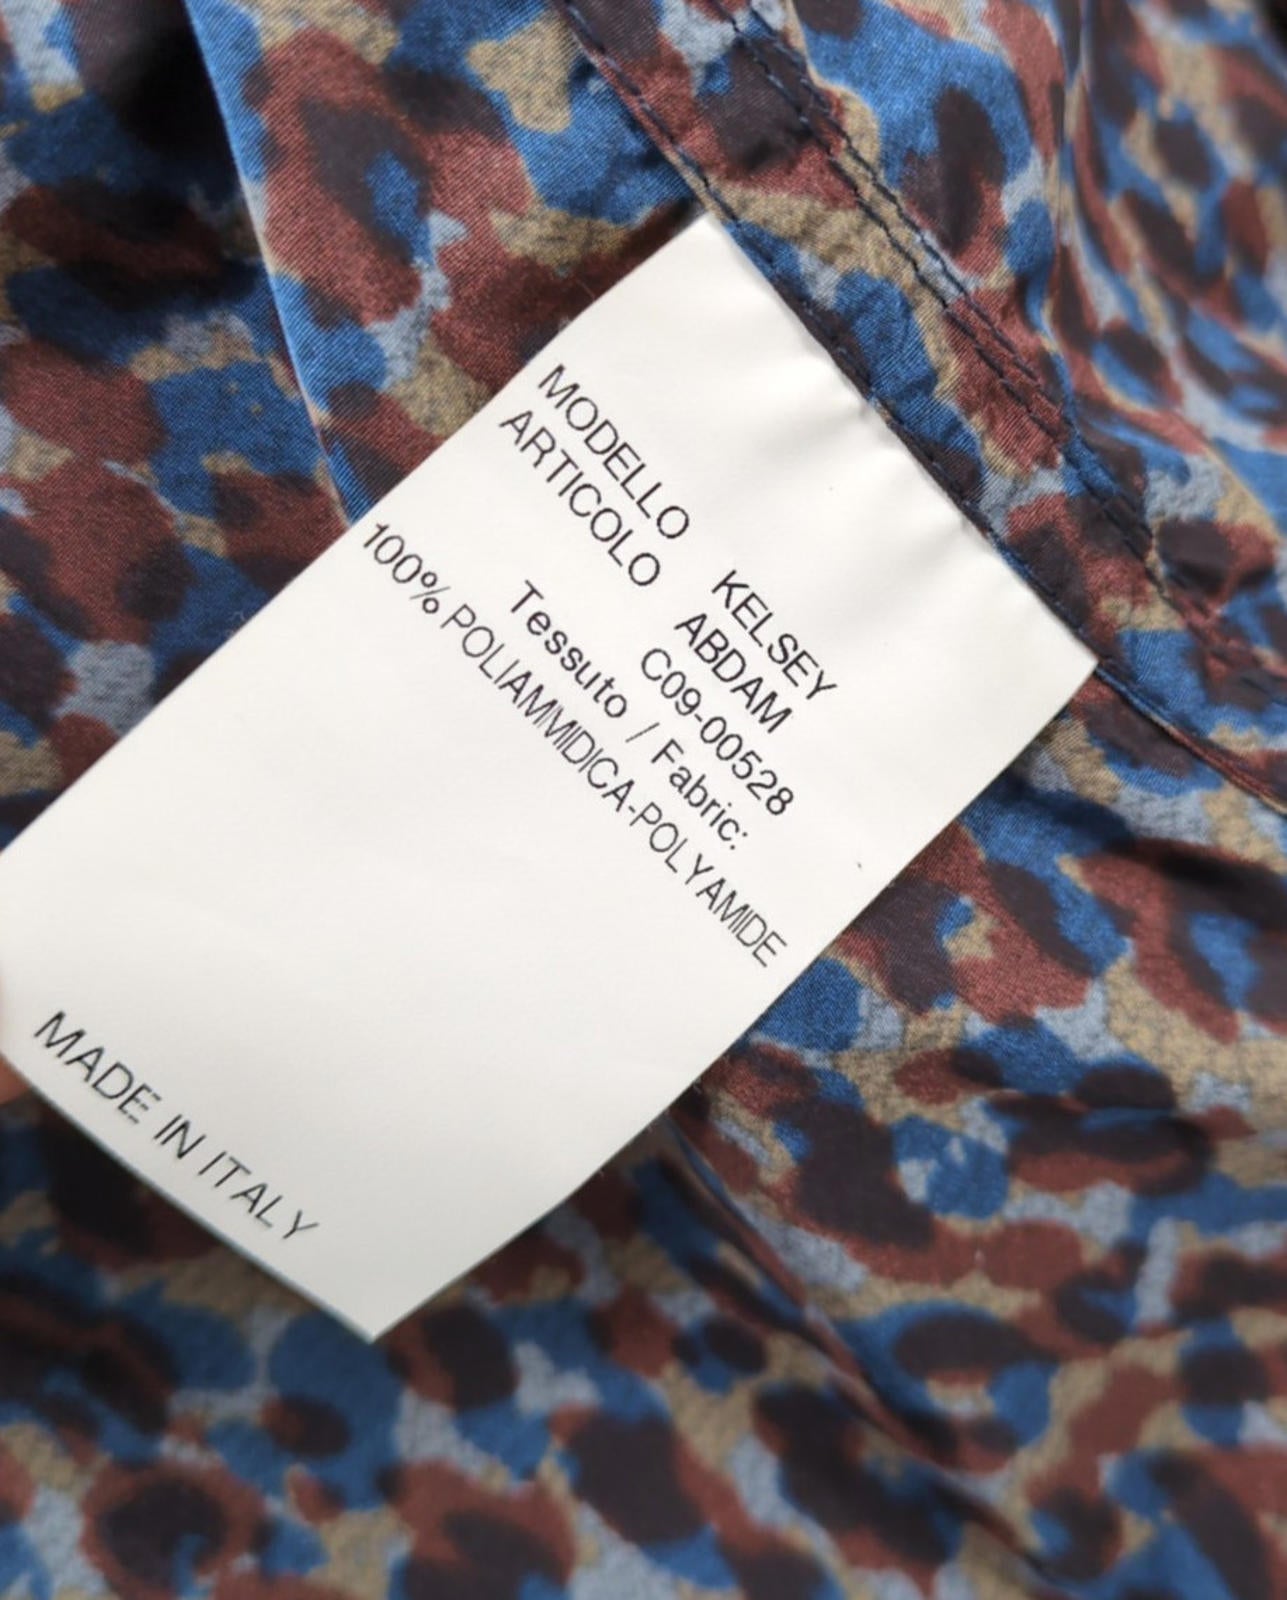 MODELLO KELSEY
ARTICOLO ABDAM
C09-00528
Tessuto / Fabric:
100% POLIAMMIDICA-POLYAMIDE
MADE IN ITALY